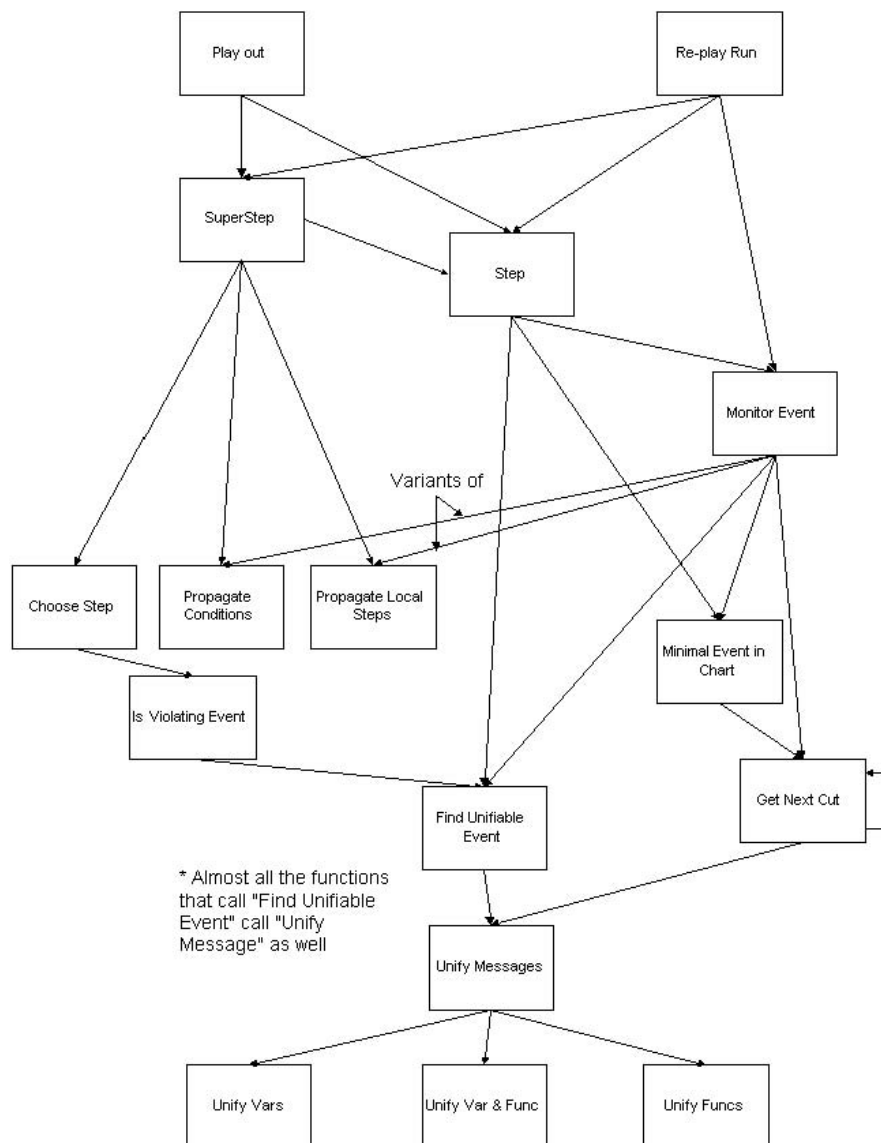 Play out
Re-play Run
SuperStep
Step
Monitor Event
Variants of
Choose Step
Propagate
Conditions
Propagate Local
Steps
Minimal Event in
Chart
Is Violating Event
Find Unifiable
Event
Get Next Cut
* Almost all the functions
that call "Find Unifiable
Event" call "Unify
Message" as well
Unify Messages
Unify Vars
Unify Var & Func
Unify Funcs